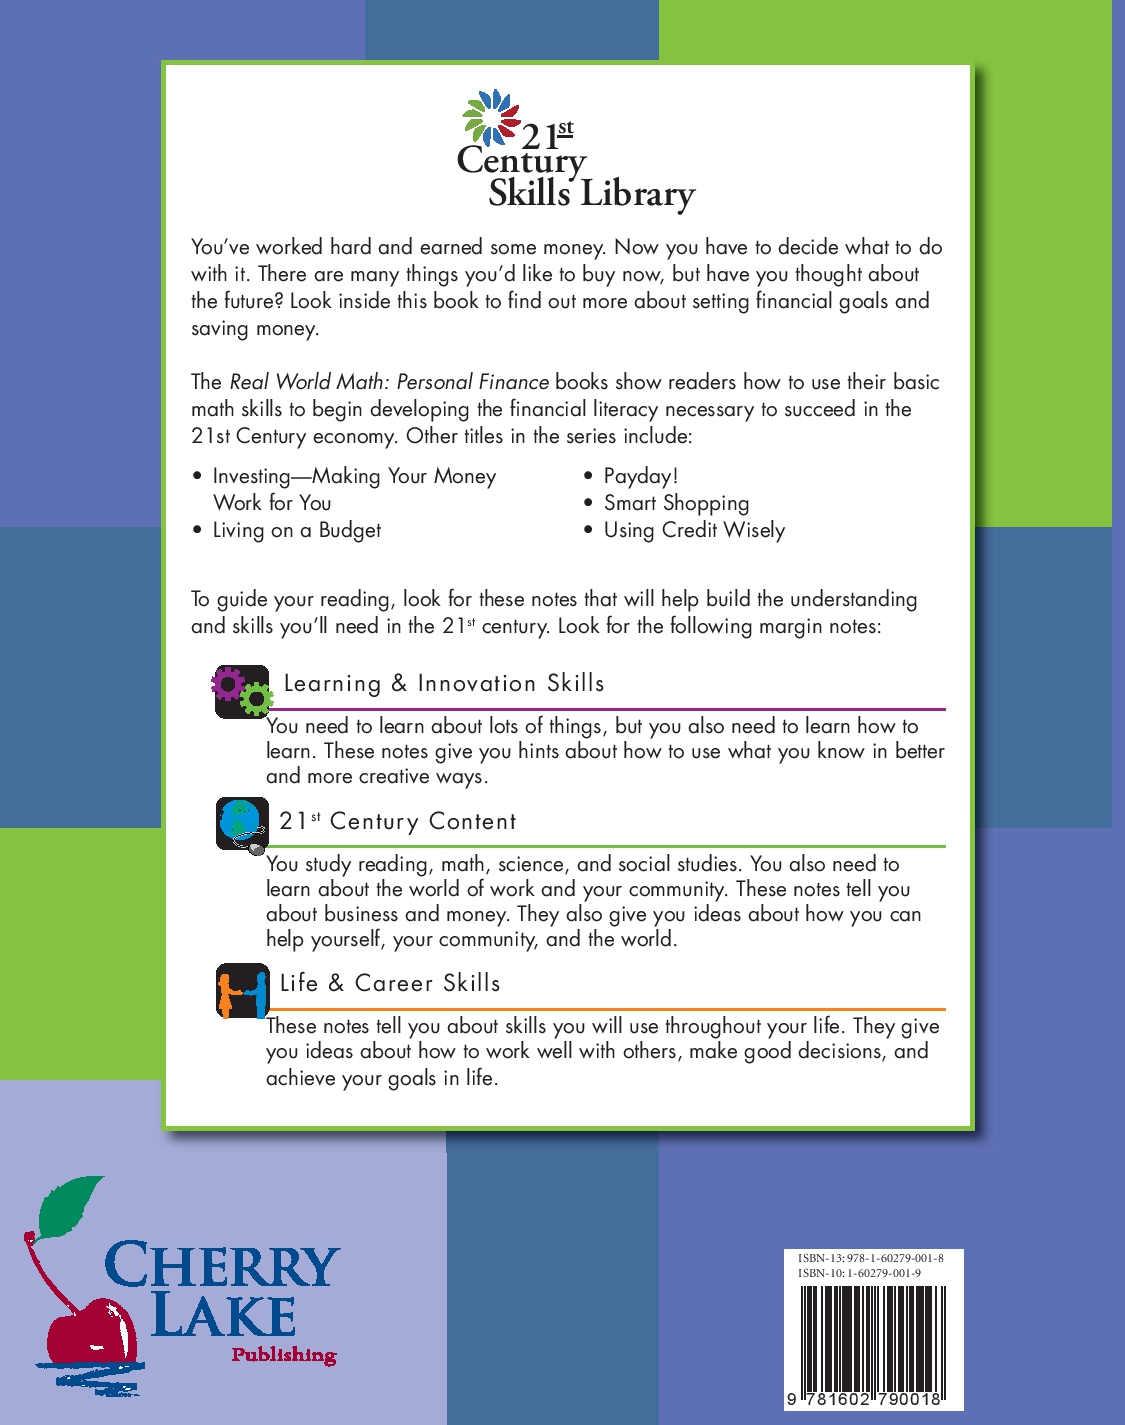 21st
Century
Skills Library
You've worked hard and earned some money. Now you have to decide what to do
with it. There are many things you'd like to buy now, but have you thought about
the future? Look inside this book to find out more about setting financial goals and
saving money.
The Real World Math: Personal Finance books show readers how to use their basic
math skills to begin developing the financial literacy necessary to succeed in the
21st Century economy. Other titles in the series include:
• Investing—Making Your Money
Work for You
• Living on a Budget
• Payday!
• Smart Shopping
• Using Credit Wisely
To guide your reading, look for these notes that will help build the understanding
and skills you'll need in the 21st century. Look for the following margin notes:
Learning & Innovation Skills
You need to learn about lots of things, but you also need to learn how to
learn. These notes give you hints about how to use what you know in better
and more creative ways.
21st Century Content
You study reading, math, science, and social studies. You also need to
learn about the world of work and your community. These notes tell you
about business and money. They also give you ideas about how you can
help yourself, your community, and the world.
Life & Career Skills
These notes tell you about skills you will use throughout your life. They give
you ideas about how to work well with others, make good decisions, and
achieve your goals in life.
CHERRY
LAKE
Publishing
ISBN-13: 978-1-60279-001-8
ISBN-10: 1-60279-001-9
9 781602 790018